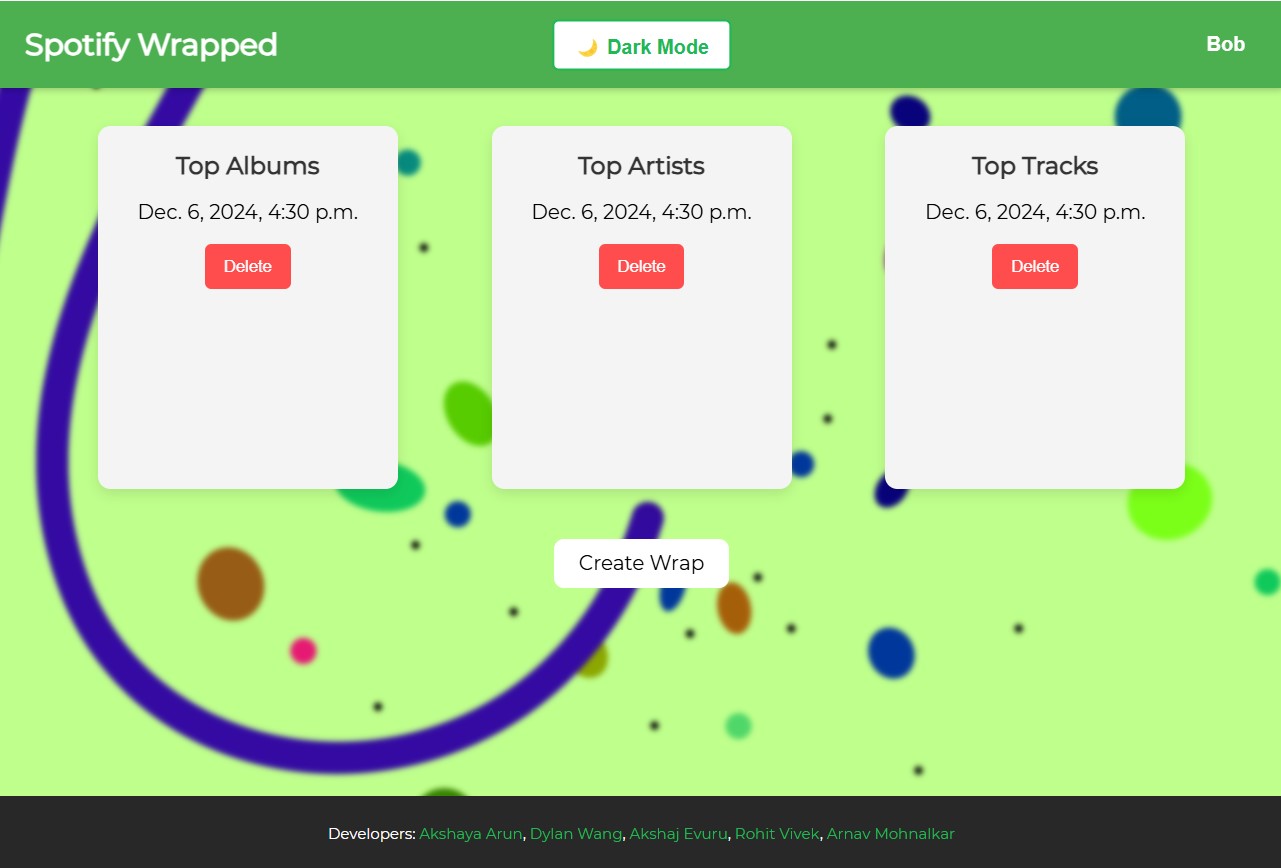 Spotify Wrapped
🌙 Dark Mode
Bob
Top Albums
Dec. 6, 2024, 4:30 p.m.
Delete
Top Artists
Dec. 6, 2024, 4:30 p.m.
Delete
Top Tracks
Dec. 6, 2024, 4:30 p.m.
Delete
Create Wrap
Developers: Akshaya Arun, Dylan Wang, Akshaj Evuru, Rohit Vivek, Arnav Mohnalkar